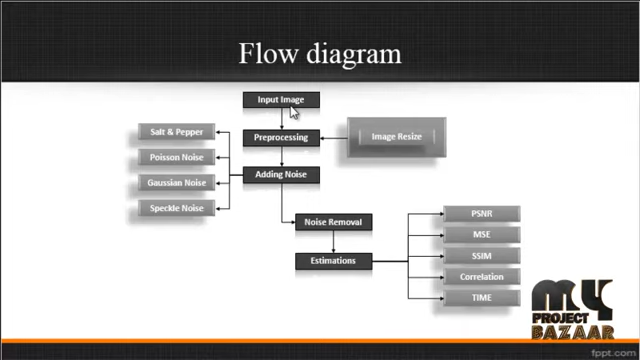 Flow diagram
Input Image
Preprocessing
Image Resize
Salt & Pepper
Poisson Noise
Adding Noise
Gaussian Noise
Speckle Noise
Noise Removal
Estimations
PSNR
MSE
SSIM
Correlation
TIME
MY
PROJECT
BAZAAR
fppt.com